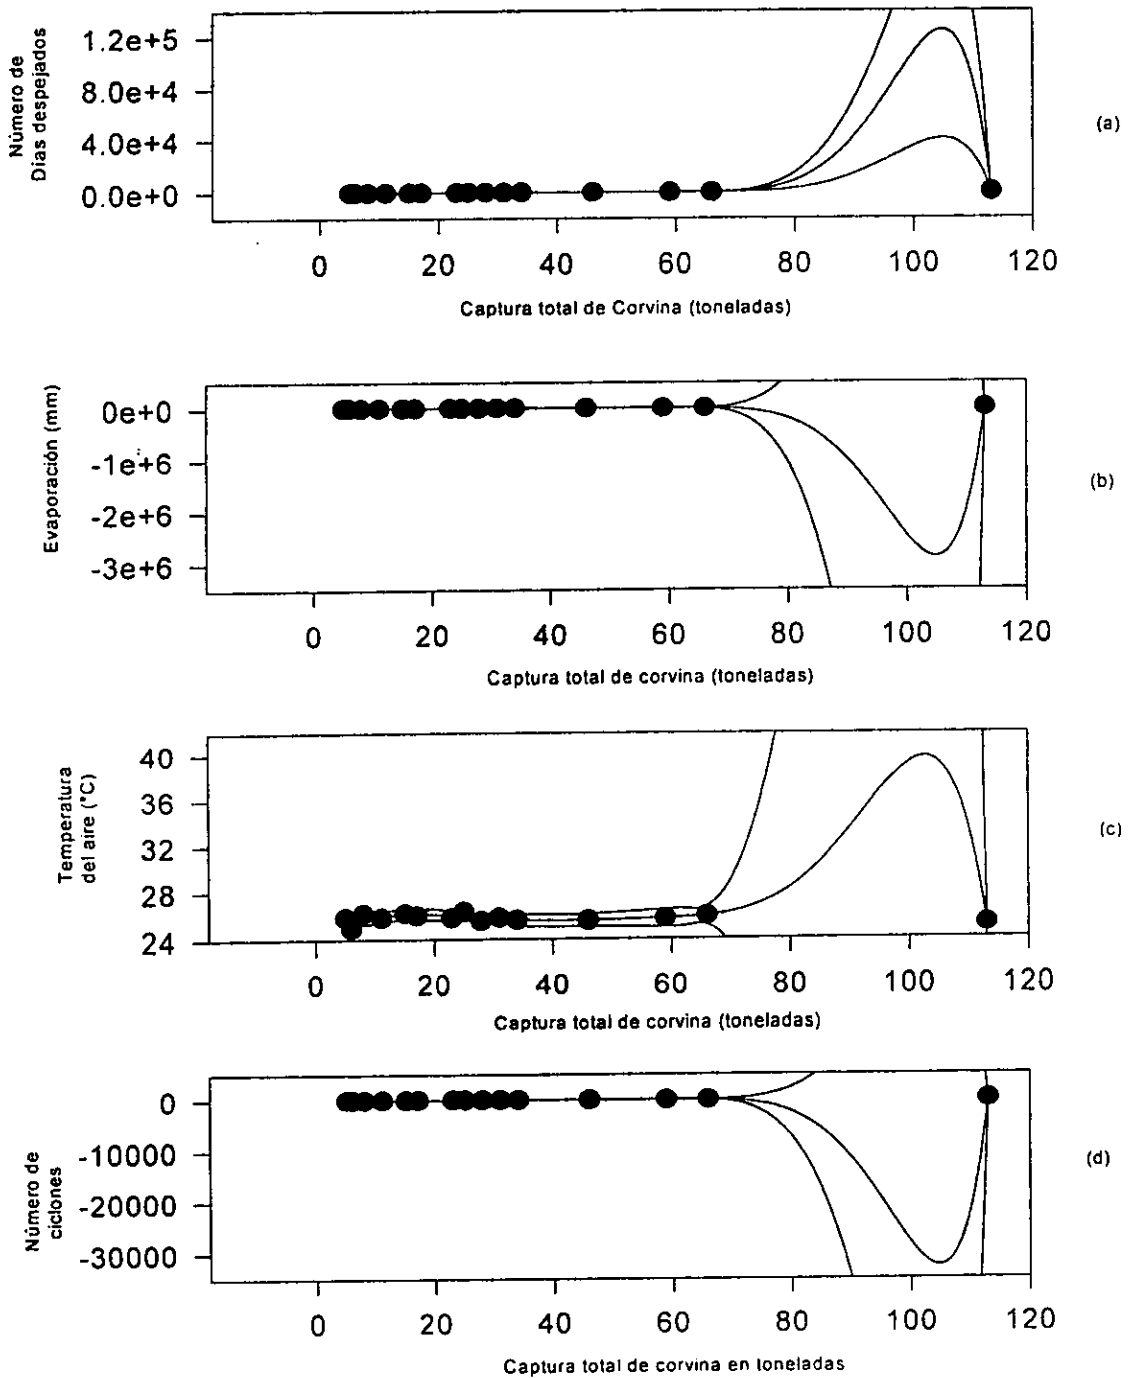 Número de
Días despejados
1.2e+5
8.0e+4
4.0e+4
0.0e+0
(a)
0 20 40 60 80 100 120
Captura total de Corvina (toneladas)
Evaporación (mm)
0e+0
-1e+6
-2e+6
-3e+6
(b)
0 20 40 60 80 100 120
Captura total de corvina (toneladas)
Temperatura
del aire (°C)
40
36
32
28
24
(c)
0 20 40 60 80 100 120
Captura total de corvina (toneladas)
Número de
ciclones
0
-10000
-20000
-30000
(d)
0 20 40 60 80 100 120
Captura total de corvina en toneladas